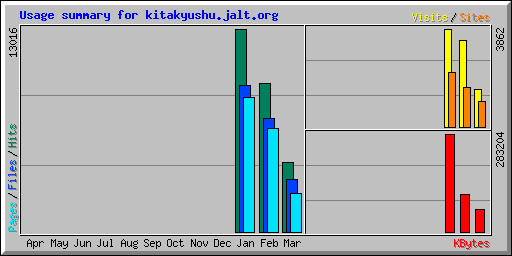 Usage summary for kitakyushu.jalt.org
Visits/Sites
13016
3862
Pages/Files/Hits
283204
Apr May Jun Jul Aug Sep Oct Nov Dec Jan Feb Mar
KBytes